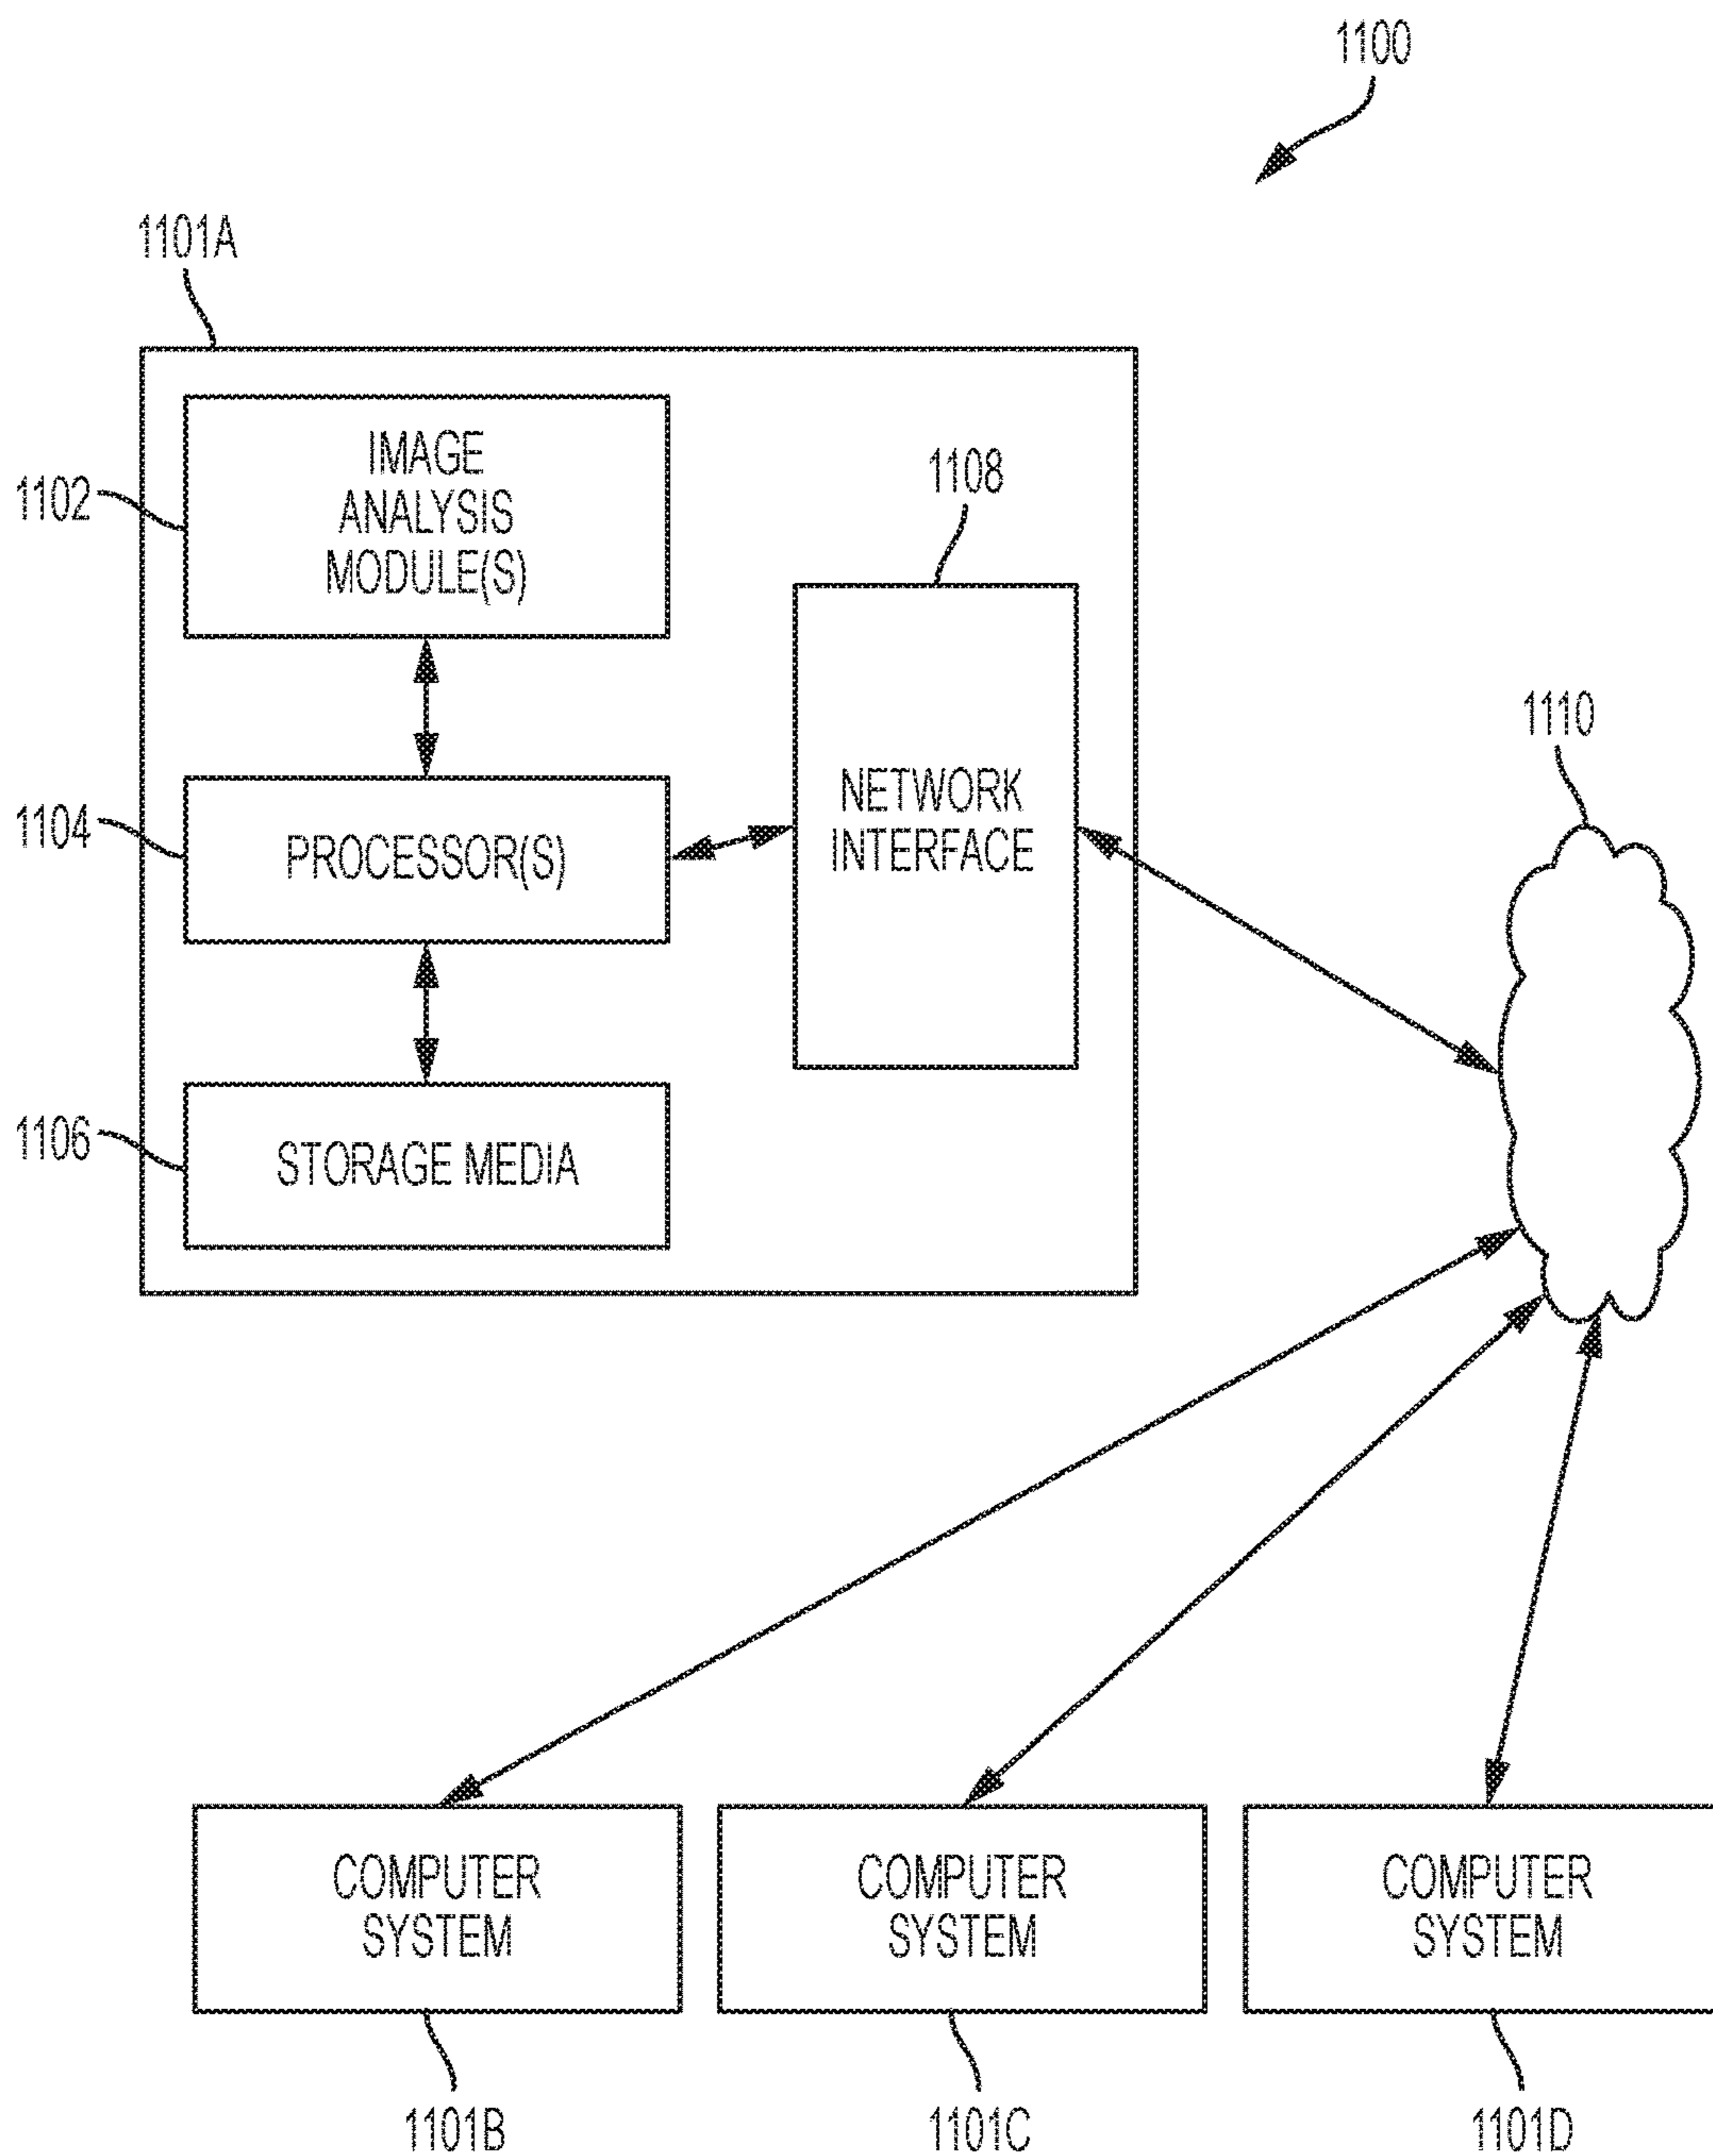 1100
1101A
IMAGE
ANALYSIS
MODULE(S)
1102
1108
1110
NETWORK
INTERFACE
1104
PROCESSOR(S)
1106
STORAGE MEDIA
COMPUTER
SYSTEM
COMPUTER
SYSTEM
COMPUTER
SYSTEM
1101B
1101C
1101D